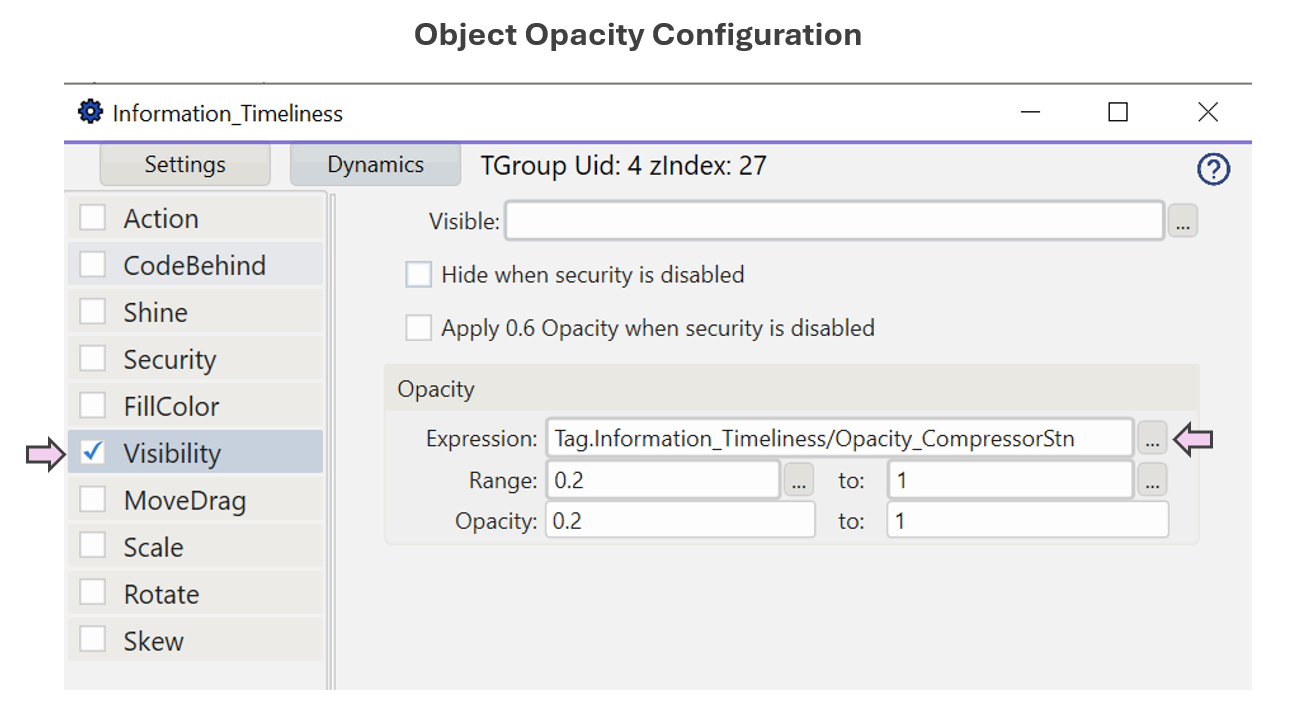 Object Opacity Configuration
Information_Timeliness
Settings Dynamics TGroup Uid: 4 zIndex: 27
Action
CodeBehind
Shine
Security
FillColor
Visibility
MoveDrag
Scale
Rotate
Skew
Visible: ...
Hide when security is disabled
Apply 0.6 Opacity when security is disabled
Opacity
Expression: Tag.Information_Timeliness/Opacity_CompressorStn ...
Range: 0.2 ... to: 1 ...
Opacity: 0.2 to: 1